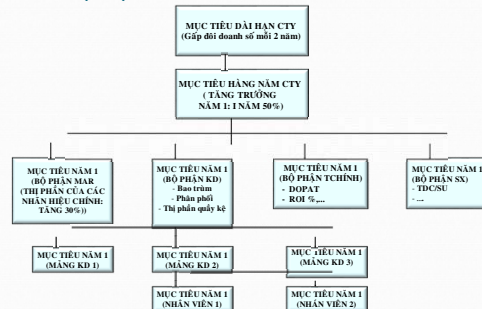 MỤC TIÊU DÀI HẠN CTY
(Gấp đôi doanh số mỗi 2 năm)
MỤC TIÊU HÀNG NĂM CTY
( TĂNG TRƯỞNG
NĂM 1: I NĂM 50%)
MỤC TIÊU NĂM 1
(BỘ PHẬN MAR
(THỊ PHẦN CỦA CÁC
NHÃN HIỆU CHÍNH:
TĂNG 30%))
MỤC TIÊU NĂM 1
(BỘ PHẬN KD)
- Bao trùm
- Phân phối
- Thị phần quầy kệ
MỤC TIÊU NĂM 1
(BỘ PHẬN TCHÍNH)
- DOPAT
- ROI %,...
MỤC TIÊU NĂM 1
(BỘ PHẬN SX)
- TDC/SU
- ...
MỤC TIÊU NĂM 1
(MẢNG KD 1)
MỤC TIÊU NĂM 1
(MẢNG KD 2)
MỤC TIÊU NĂM 1
(MẢNG KD 3)
MỤC TIÊU NĂM 1
(NHÂN VIÊN 1)
MỤC TIÊU NĂM 1
(NHÂN VIÊN 2)